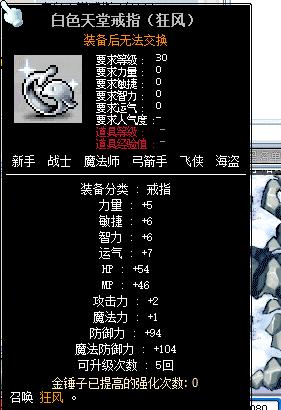 白色天堂戒指 (狂风)
装备后无法交换
要求等级: 30
要求力量: 0
要求敏捷: 0
要求智力: 0
要求运气: 0
要求人气度: -
道具等级: -
道具经验值: -
新手 战士 魔法师 弓箭手 飞侠 海盗
装备分类 : 戒指
力量 : +5
敏捷 : +6
智力 : +6
运气 : +7
HP : +54
MP : +46
攻击力 : +2
魔法力 : +1
防御力 : +94
魔法防御力 : +104
可升级次数 : 5回
金锤子已提高的强化次数: 0
召唤 狂风 。